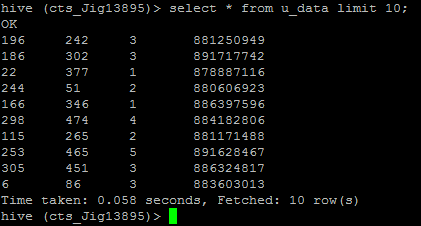 hive (cts_Jig13895)> select * from u_data limit 10;
OK
196 242 3 881250949
186 302 3 891717742
22 377 1 878887116
244 51 2 880606923
166 346 1 886397596
298 474 4 884182806
115 265 2 881171488
253 465 5 891628467
305 451 3 886324817
6 86 3 883603013
Time taken: 0.058 seconds, Fetched: 10 row(s)
hive (cts_Jig13895)>